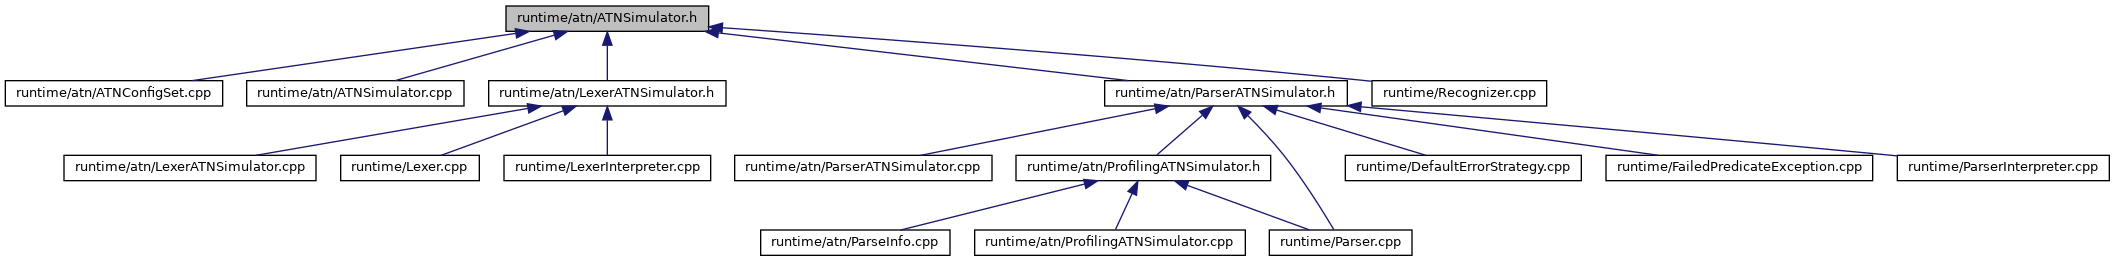 runtime/atn/ATNSimulator.h
runtime/atn/ATNConfigSet.cpp
runtime/atn/ATNSimulator.cpp
runtime/atn/LexerATNSimulator.h
runtime/atn/ParserATNSimulator.h
runtime/Recognizer.cpp
runtime/atn/LexerATNSimulator.cpp
runtime/Lexer.cpp
runtime/LexerInterpreter.cpp
runtime/atn/ParserATNSimulator.cpp
runtime/atn/ProfilingATNSimulator.h
runtime/DefaultErrorStrategy.cpp
runtime/FailedPredicateException.cpp
runtime/ParserInterpreter.cpp
runtime/atn/ParseInfo.cpp
runtime/atn/ProfilingATNSimulator.cpp
runtime/Parser.cpp